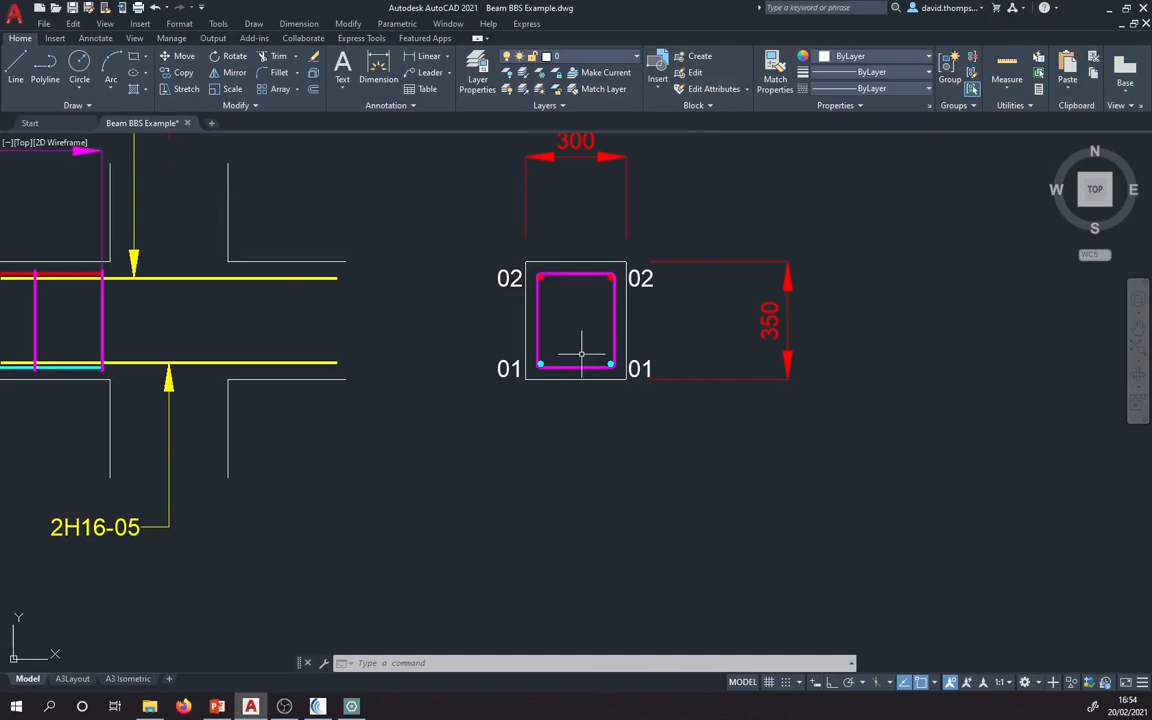 Autodesk AutoCAD 2021 Beam BBS Example.dwg
Type a keyword or phrase
david.thomps...
File Edit View Insert Format Tools Draw Dimension Modify Parametric Window Help Express
Home Insert Annotate View Manage Output Add-ins Collaborate Express Tools Featured Apps
Line Polyline Circle Arc
Move Rotate Trim
Copy Mirror Fillet
Stretch Scale Array
Text Dimension
Linear
Leader
Table
Layer Properties
0
Make Current
Match Layer
Insert
Create
Edit
Edit Attributes
Match Properties
ByLayer
ByLayer
ByLayer
Group
Measure
Paste
Base
Draw Modify Annotation Layers Block Properties Groups Utilities Clipboard View
Start Beam BBS Example*
[−][Top][2D Wireframe]
300
N
W TOP E
S
WCS
02 02
350
01 01
2H16-05
Y
X
Type a command
Model A3Layout A3 Isometric
MODEL
1:1
16:54
20/02/2021